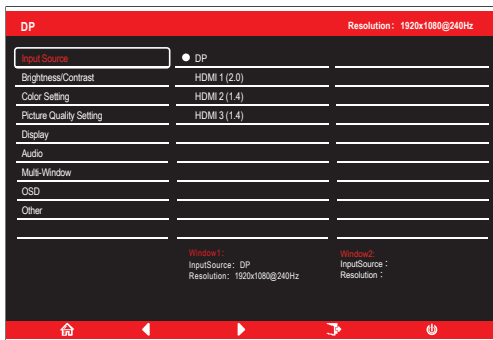 DP
Resolution： 1920x1080@240Hz
Input Source
DP
Brightness/Contrast
HDMI 1 (2.0)
Color Setting
HDMI 2 (1.4)
Picture Quality Setting
HDMI 3 (1.4)
Display
Audio
Multi-Window
OSD
Other
Window1：
InputSource： DP
Resolution： 1920x1080@240Hz
Window2:
InputSource：
Resolution：